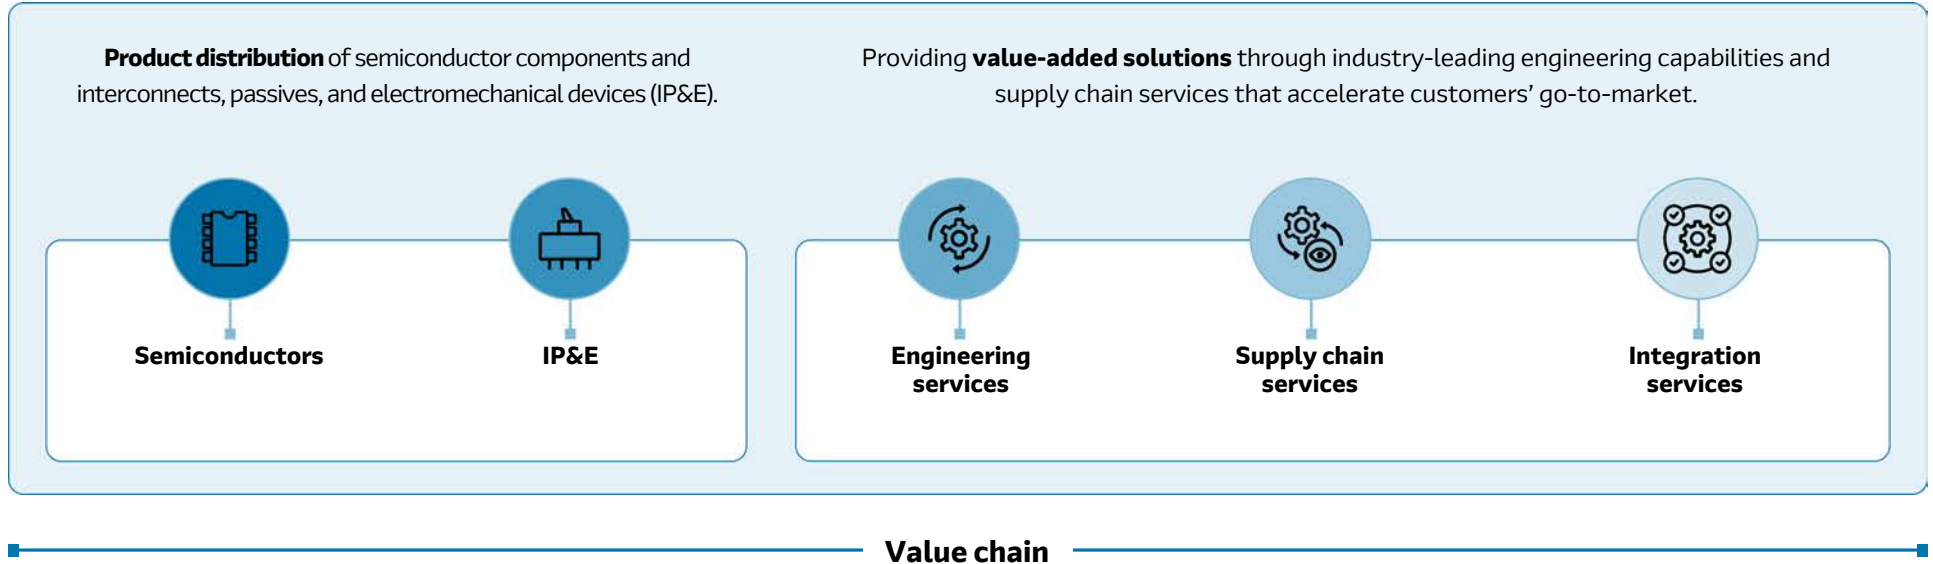 Product distribution of semiconductor components and
interconnects, passives, and electromechanical devices (IP&E).
Providing value-added solutions through industry-leading engineering capabilities and
supply chain services that accelerate customers’ go-to-market.
Semiconductors
IP&E
Engineering
services
Supply chain
services
Integration
services
Value chain